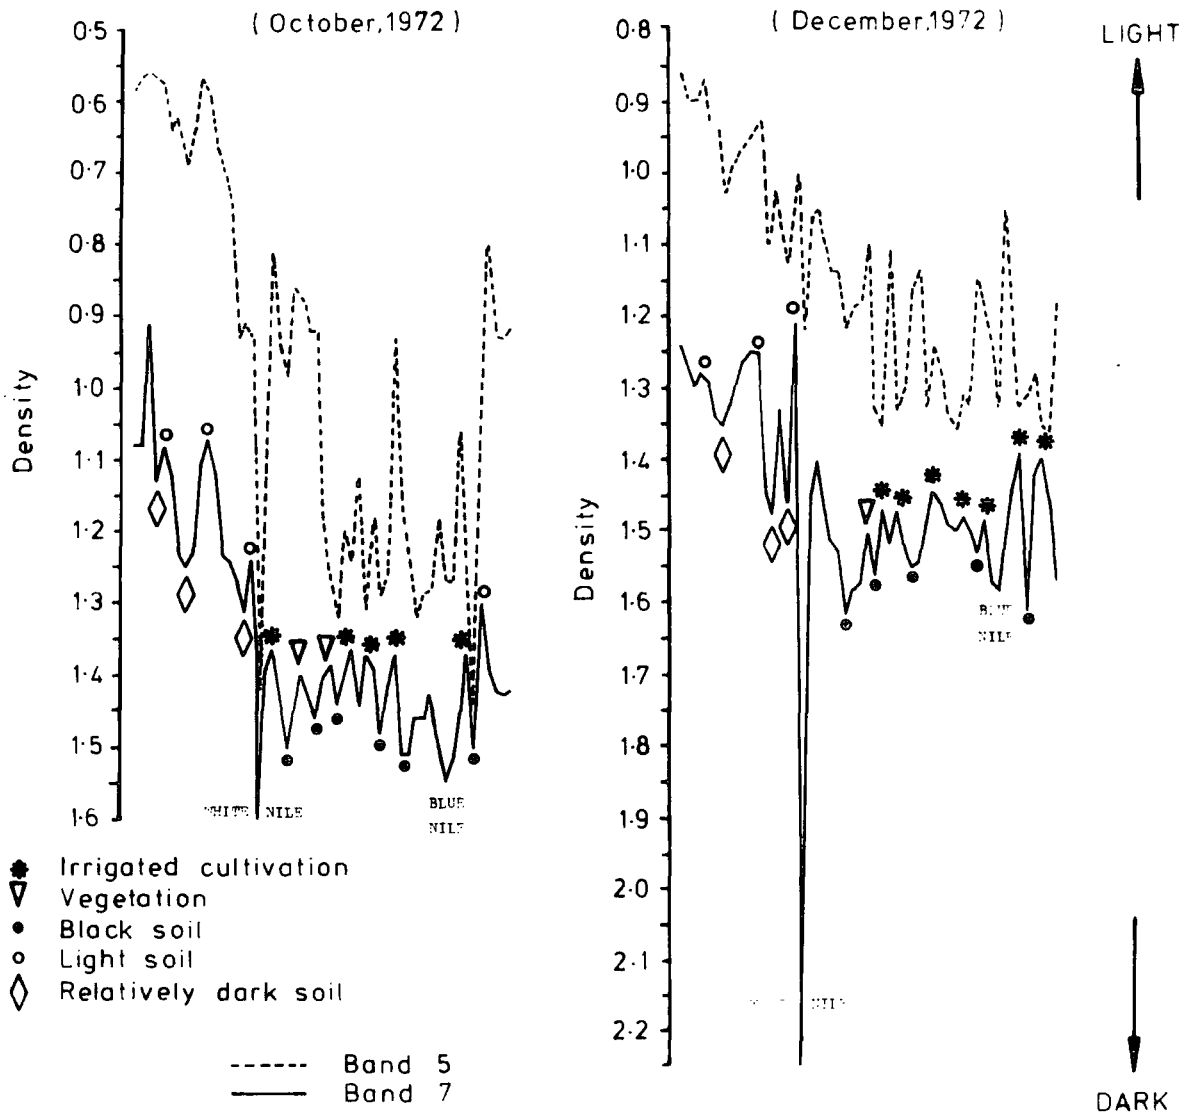 ( October, 1972 )
0.5
0.6
0.7
0.8
0.9
1.0
1.1
1.2
1.3
1.4
1.5
1.6
Density
WHITE NILE
BLUE
NILE
( December, 1972 )
0.8
0.9
1.0
1.1
1.2
1.3
1.4
1.5
1.6
1.7
1.8
1.9
2.0
2.1
2.2
Density
BLUE
NILE
NILE
LIGHT
DARK
Irrigated cultivation
Vegetation
Black soil
Light soil
Relatively dark soil
Band 5
Band 7